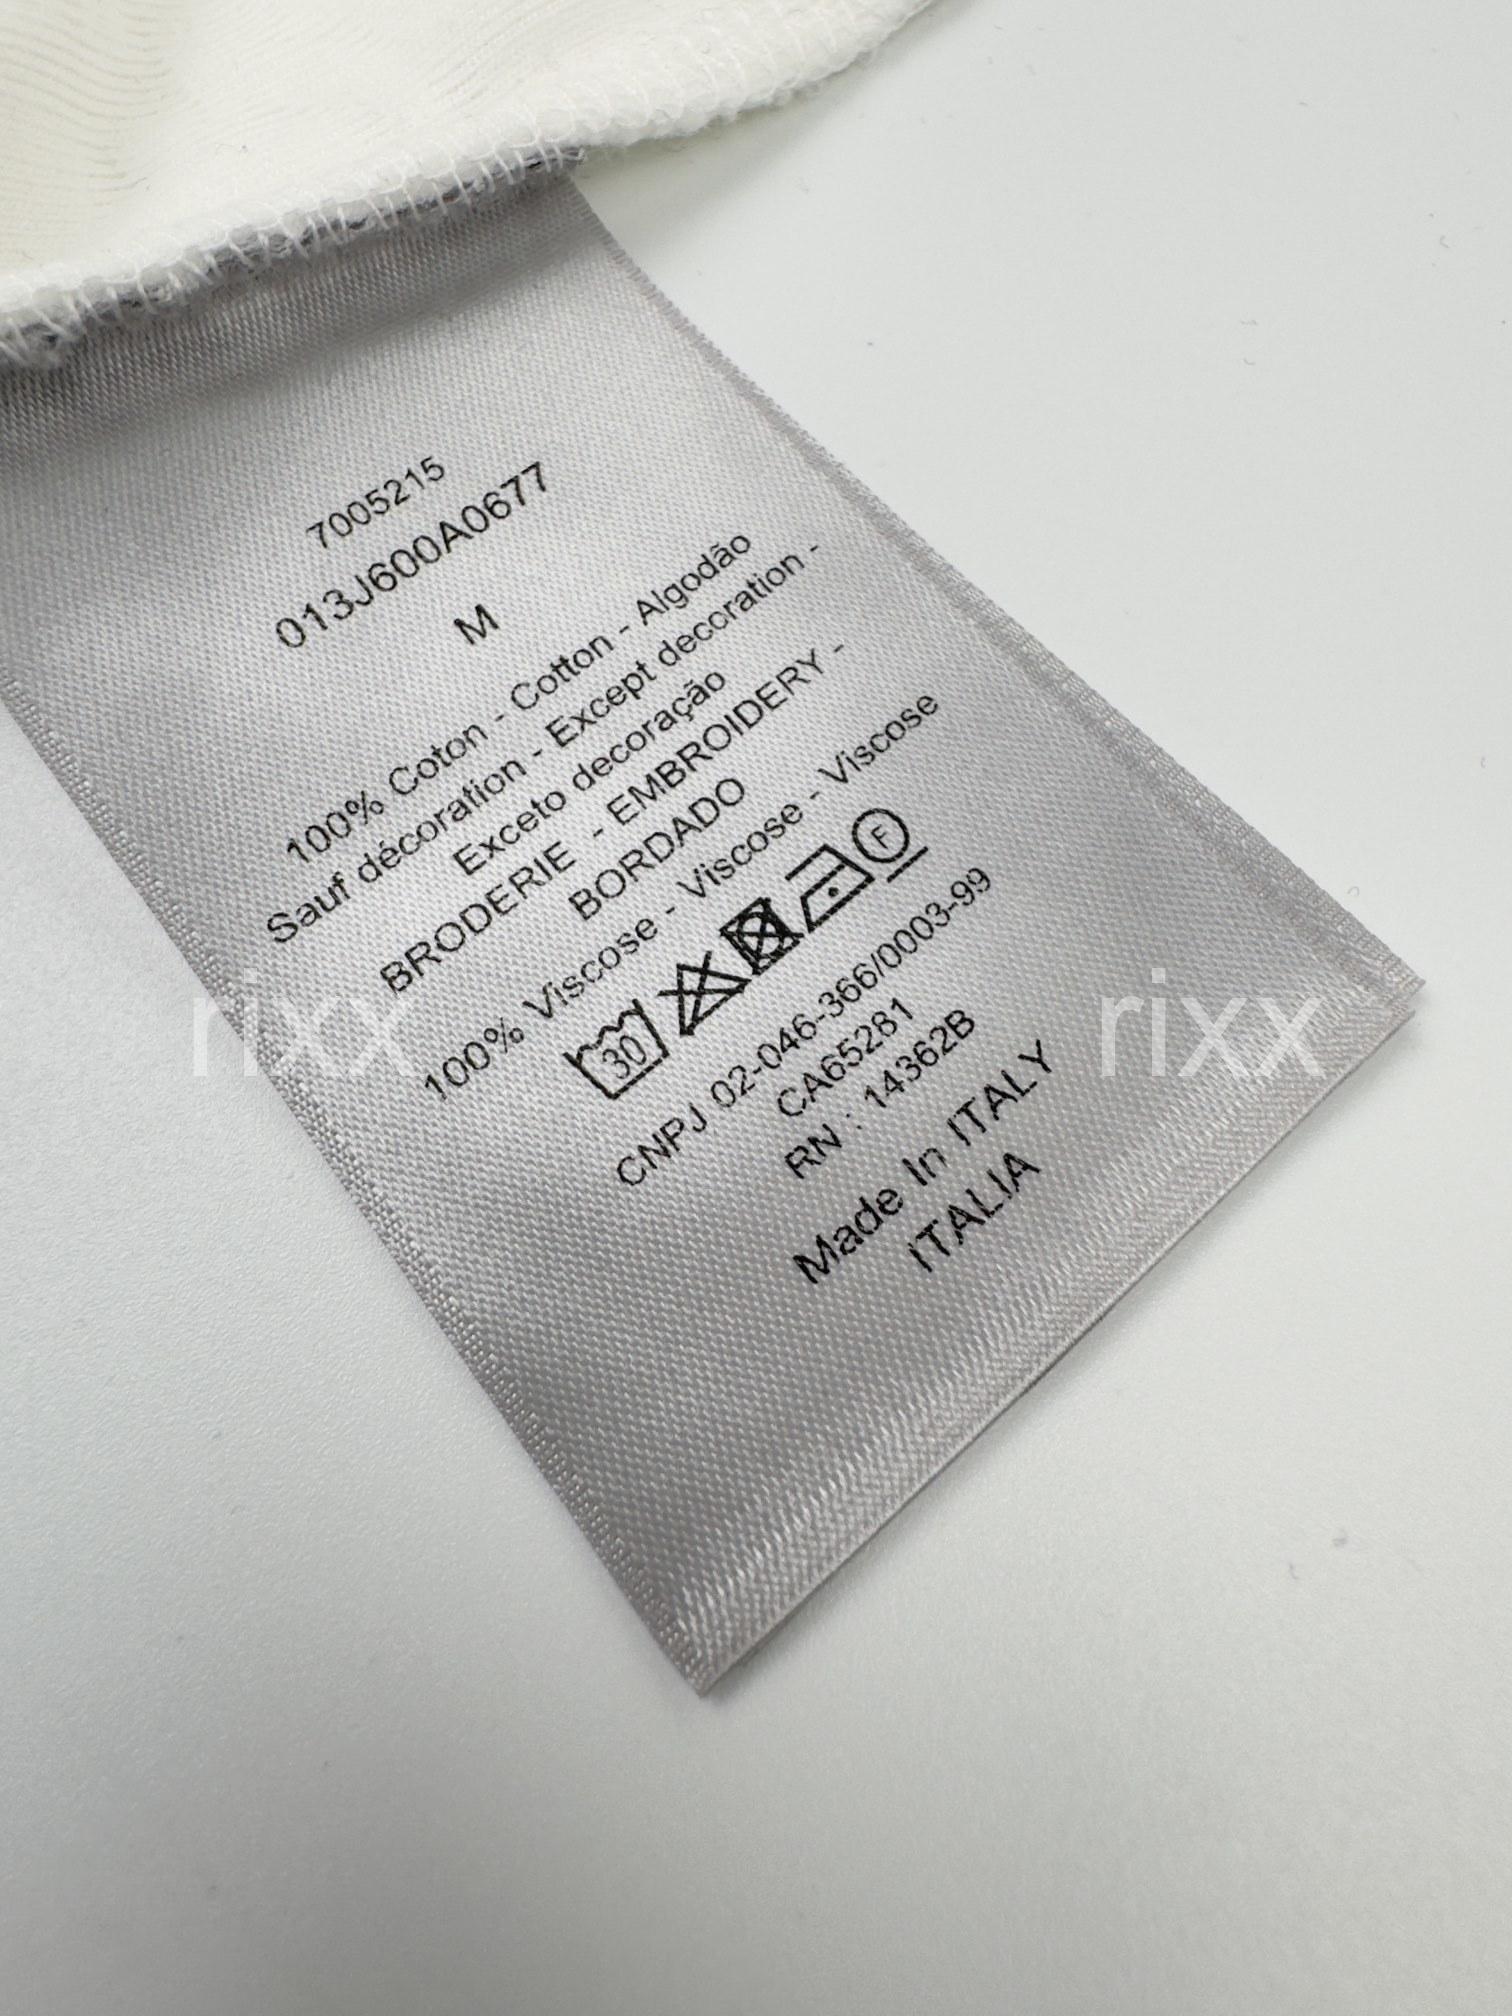 7005215
013J600A0677
M
100% Coton - Cotton - Algodão
Sauf décoration - Except decoration -
Exceto decoração
BRODERIE - EMBROIDERY -
BORDADO
100% Viscose - Viscose - Viscose
30 F
CNPJ 02-046-366/0003-99
CA65281
RN : 14362B
Made In ITALY
ITALIA
rixx rixx